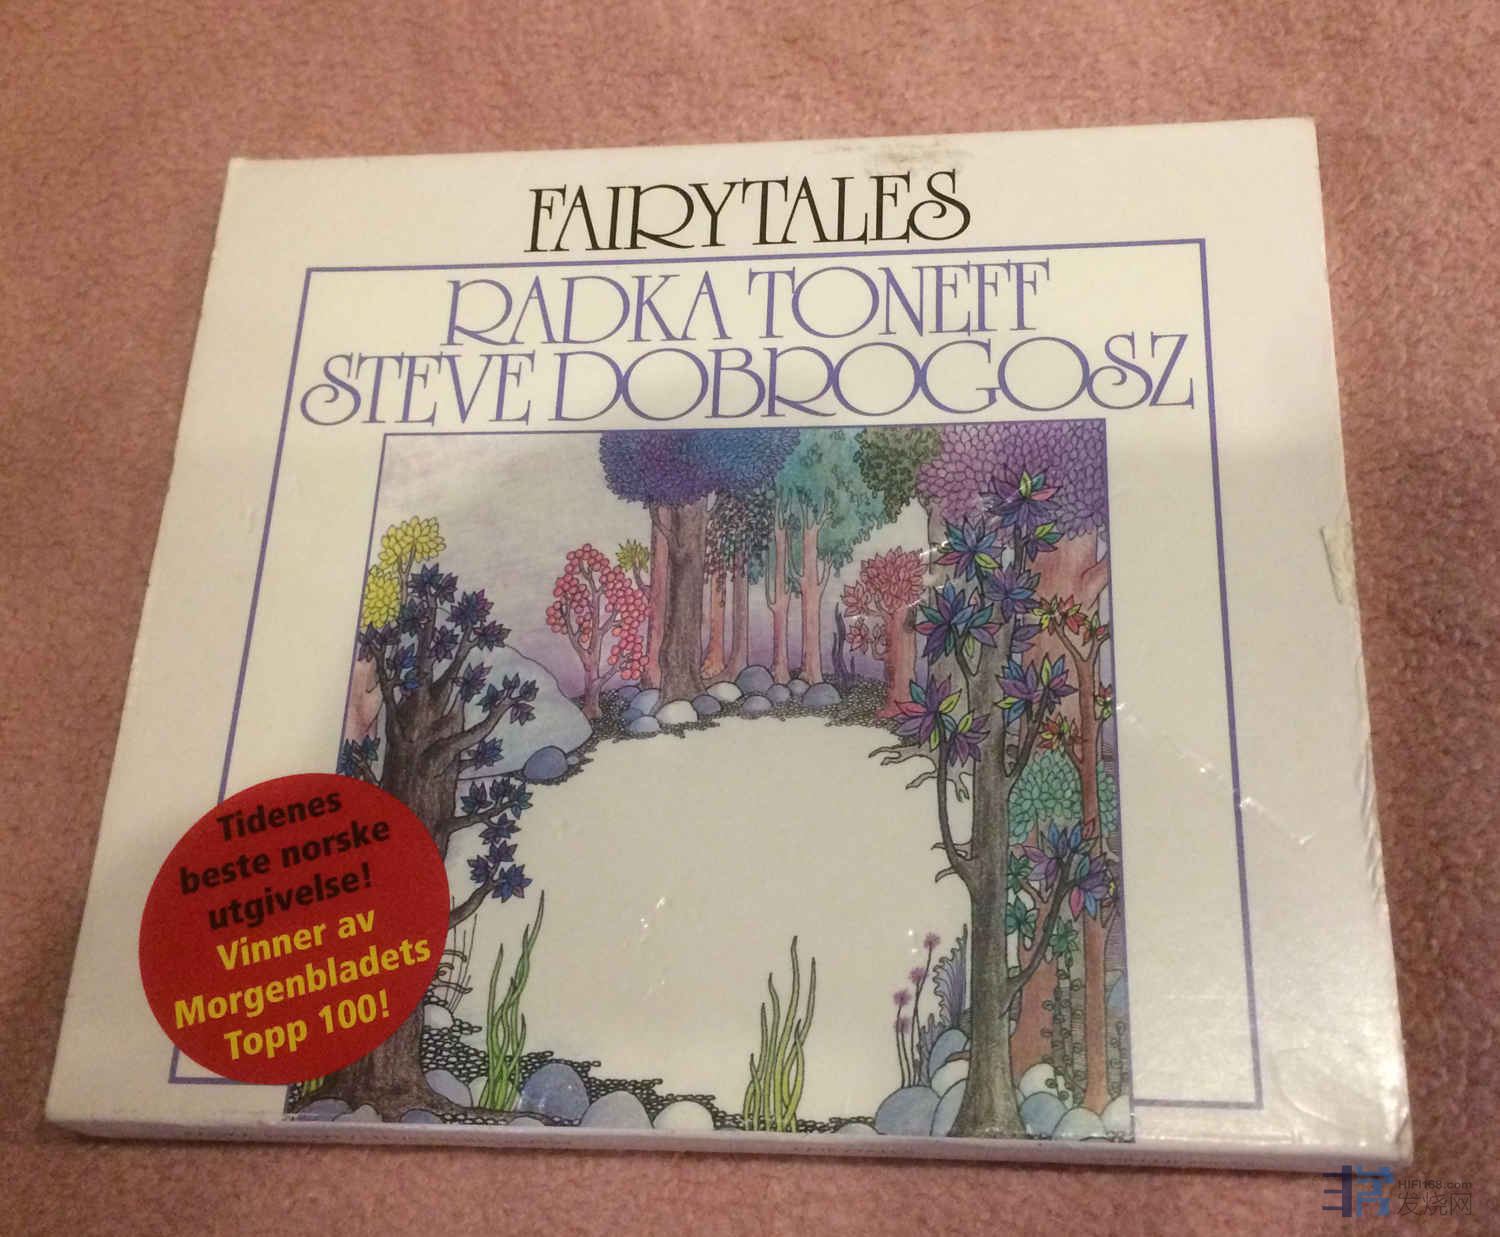 FAIRYTALES
RADKA TONEFF
STEVE DOBROGOSZ
Tidenes
beste norske
utgivelse!
Vinner av
Morgenbladets
Topp 100!
HIFI168.com
发烧网